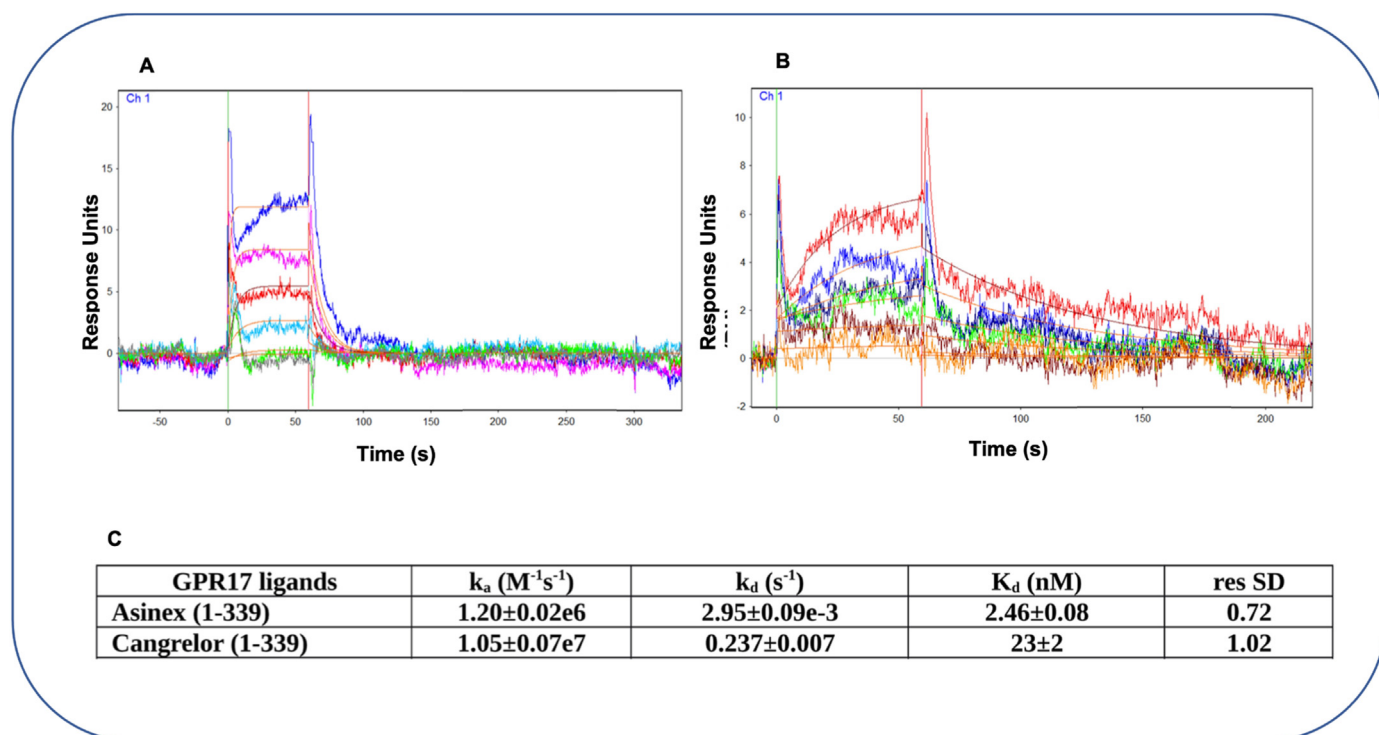 A
B
Ch 1
20
15
10
5
0
-50
0
50
100
150
200
250
300
Response Units
Time (s)
Ch 1
10
8
6
4
2
0
-2
0
50
100
150
200
Response Units
Time (s)
C
GPR17 ligands kₐ (M⁻¹s⁻¹) k_d (s⁻¹) K_d (nM) res SD
Asinex (1-339) 1.20±0.02e6 2.95±0.09e-3 2.46±0.08 0.72
Cangrelor (1-339) 1.05±0.07e7 0.237±0.007 23±2 1.02